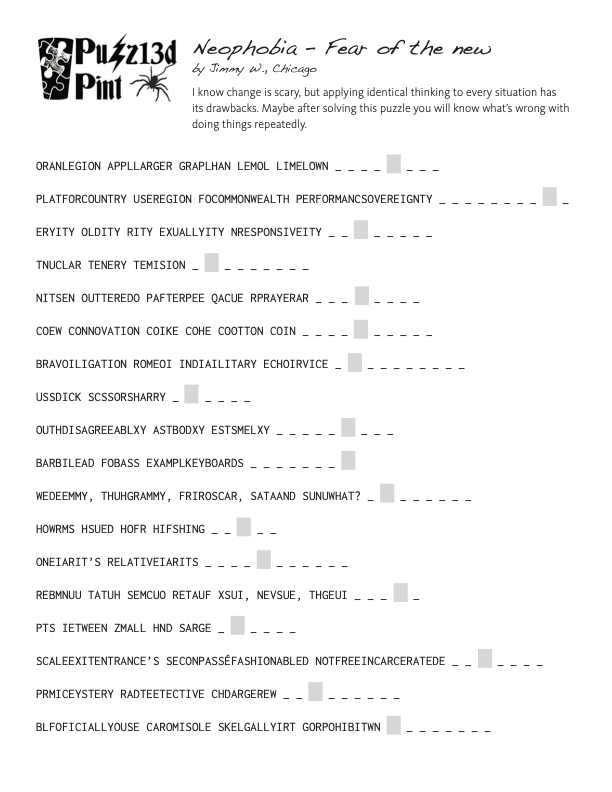 Puzzl3d
Pint
Neophobia - Fear of the new
by Jimmy W., Chicago
I know change is scary, but applying identical thinking to every situation has
its drawbacks. Maybe after solving this puzzle you will know what's wrong with
doing things repeatedly.
ORANLEGION APPLLARGER GRAPLHAN LEMOL LIMELOWN _ _ _ _ _ _ _ _
PLATFORCOUNTRY USEREGION FOCOMMONWEALTH PERFORMANCSOVEREIGNTY _ _ _ _ _ _ _ _ _ _
ERYITY OLDITY RITY EXUALLYITY NRESPONSIVEITY _ _ _ _ _ _ _ _
TNUCLAR TENERY TEMISION _ _ _ _ _ _ _ _ _
NITSEN OUTTEREDO PAFTERPEE QACUE RPRAYERAR _ _ _ _ _ _ _ _
COEW CONNOVATION COIKE COHE COOTTON COIN _ _ _ _ _ _ _ _ _ _
BRAVOILIGATION ROMEOI INDIAILITARY ECHOIRVICE _ _ _ _ _ _ _ _ _ _
USSDICK SCSSORSHARRY _ _ _ _ _ _
OUTHDISAGREEABLXY ASTBODXY ESTSMELXY _ _ _ _ _ _ _ _ _
BARBILEAD FOBASS EXAMPLKEYBOARDS _ _ _ _ _ _ _ _
WEDEEMMY, THUHGRAMMY, FRIROSCAR, SATAAND SUNUWHAT? _ _ _ _ _ _ _ _
HOWRMS HSUED HOFR HIFSHING _ _ _ _ _
ONEIARIT'S RELATIVEIARITS _ _ _ _ _ _ _ _ _ _ _
REBMNUU TATUH SEMCUO RETAUF XSUI, NEVSUE, THGEUI _ _ _ _ _
PTS IETWEEN ZMALL HND SARGE _ _ _ _ _ _
SCALEEXITENTRANCE'S SECONPASSÉFASHIONABLED NOTFREEINCARCERATEDE _ _ _ _ _ _ _
PRMICEYSTERY RADTEETECTIVE CHDARGEREW _ _ _ _ _ _ _ _ _
BLFOFICIALLYOUSE CAROMISOLE SKELGALLYIRT GORPOHIBITWN _ _ _ _ _ _ _ _